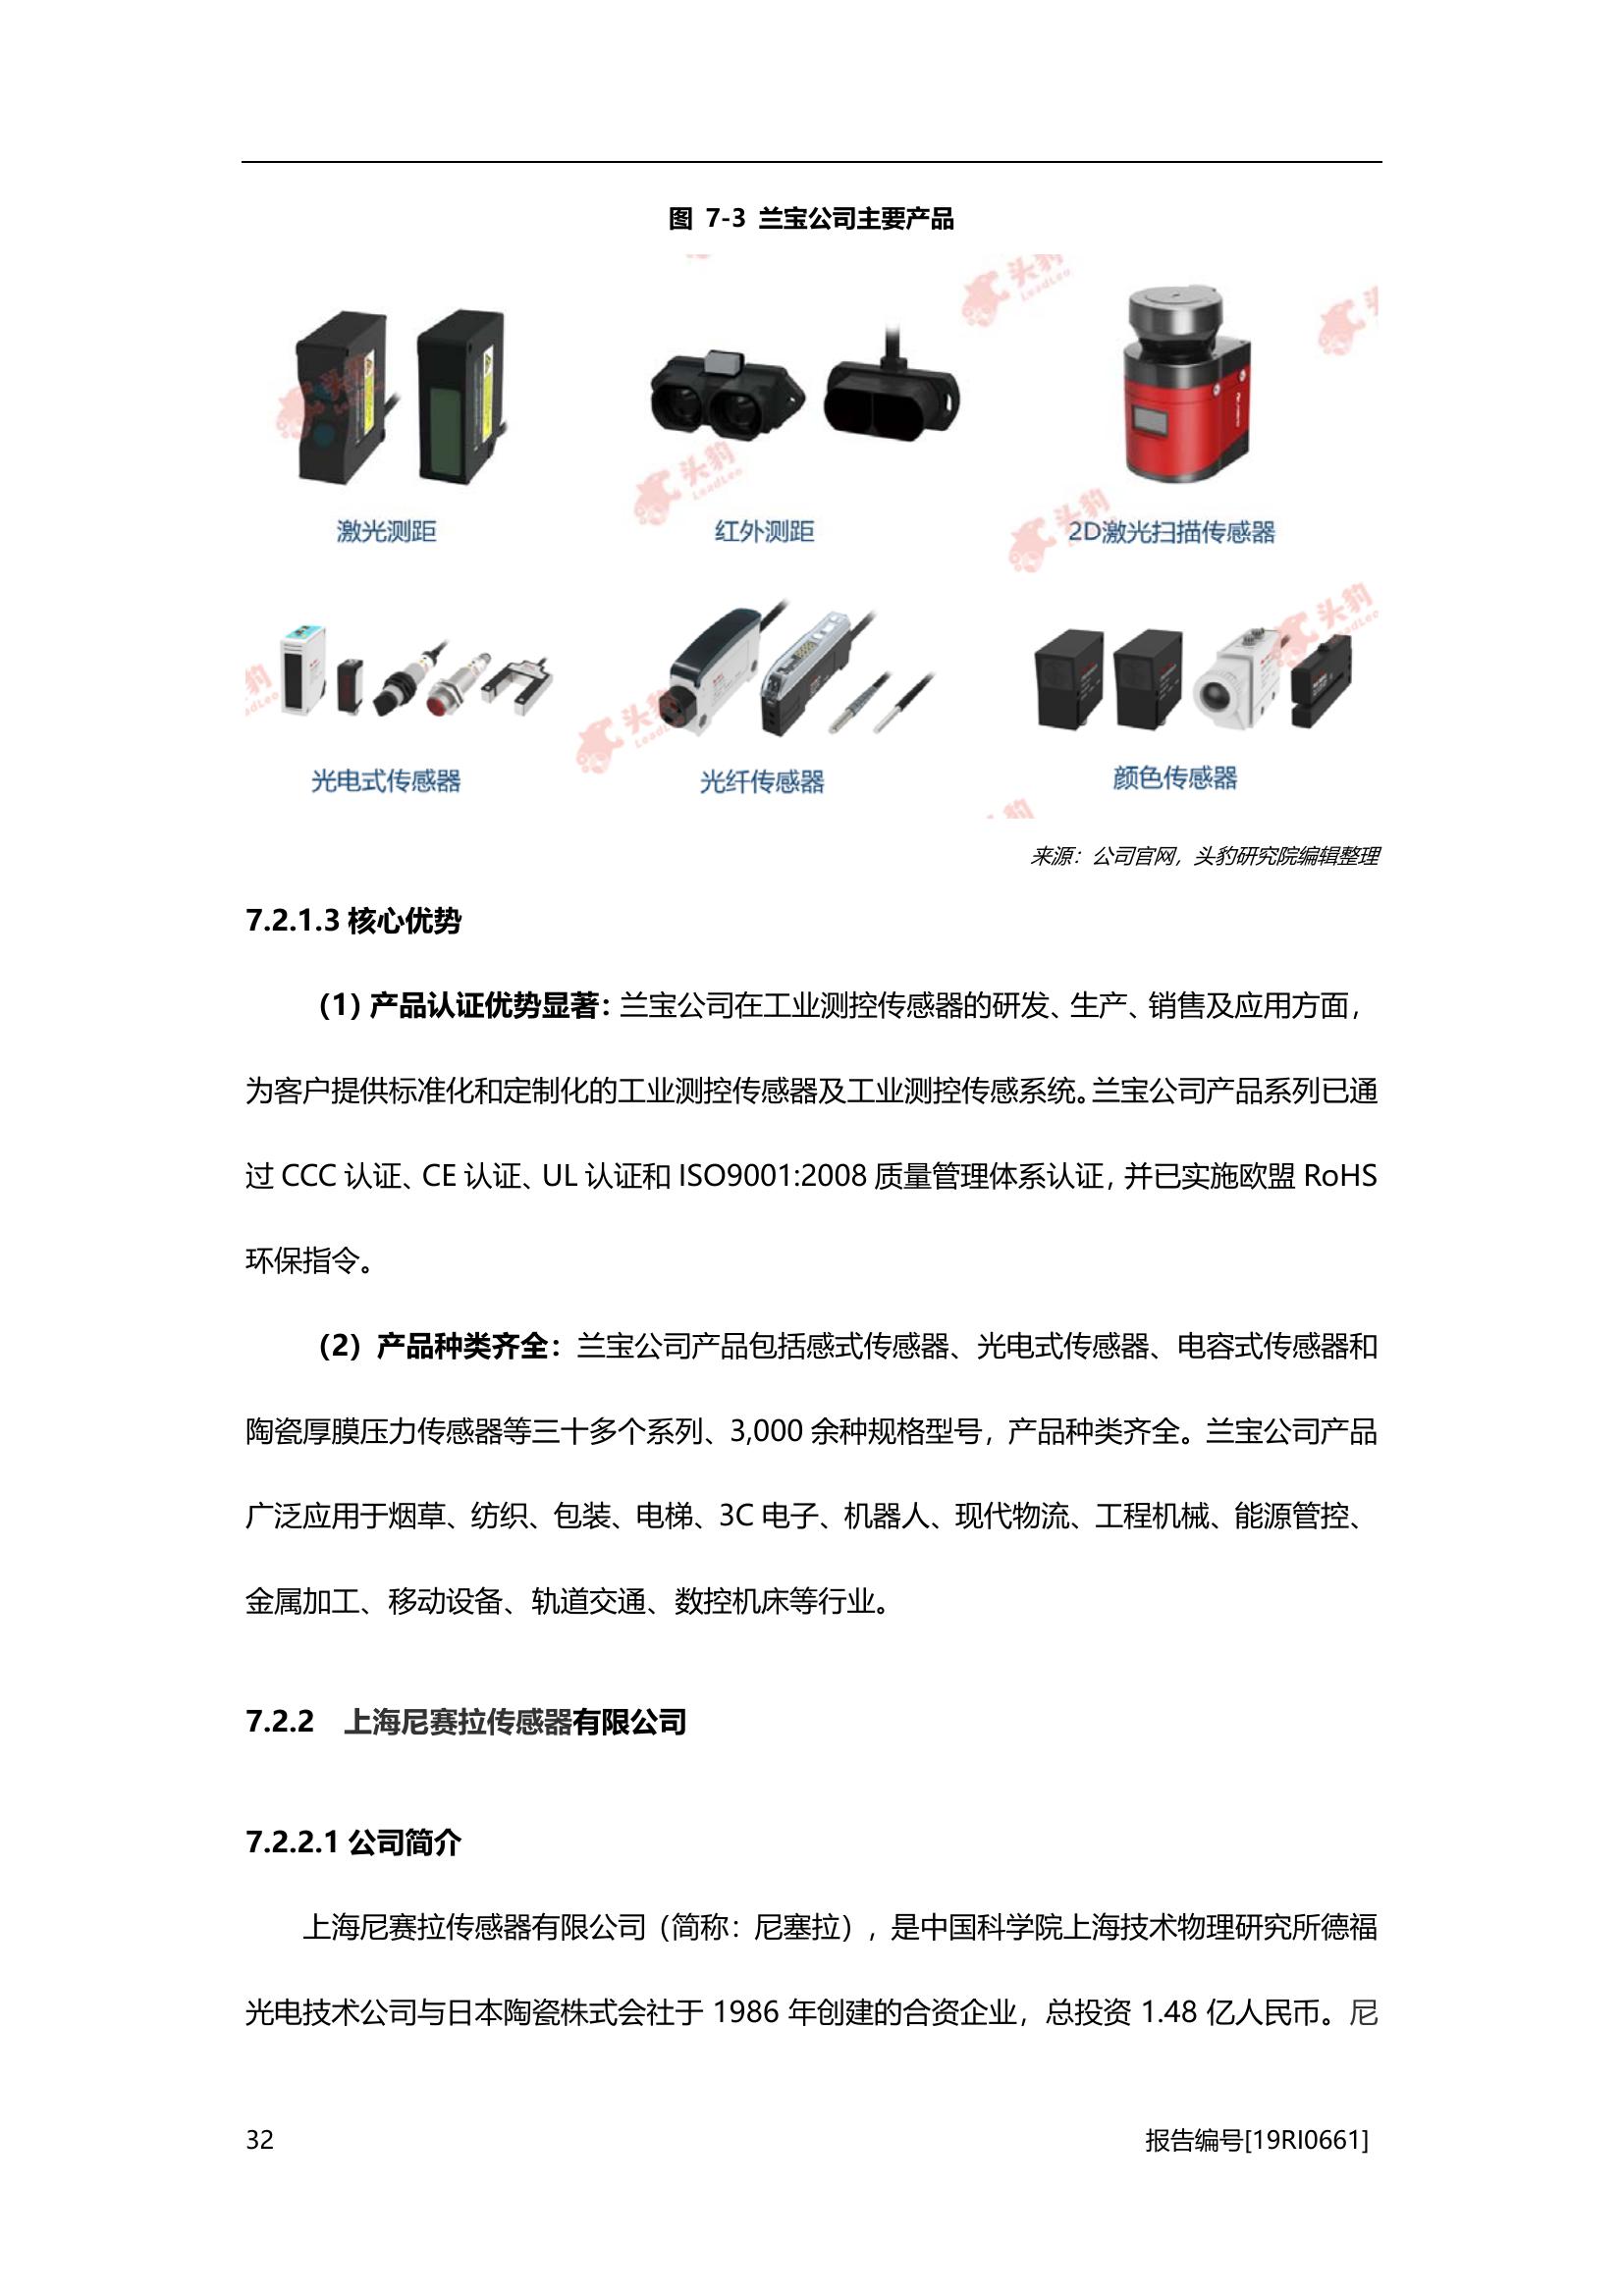 图 7-3 兰宝公司主要产品
头豹
LeadLeo
激光测距
红外测距
2D激光扫描传感器
光电式传感器
光纤传感器
颜色传感器
来源：公司官网，头豹研究院编辑整理
7.2.1.3 核心优势
（1）产品认证优势显著：兰宝公司在工业测控传感器的研发、生产、销售及应用方面，
为客户提供标准化和定制化的工业测控传感器及工业测控传感系统。兰宝公司产品系列已通
过 CCC 认证、CE 认证、UL 认证和 ISO9001:2008 质量管理体系认证，并已实施欧盟 RoHS
环保指令。
（2）产品种类齐全：兰宝公司产品包括感式传感器、光电式传感器、电容式传感器和
陶瓷厚膜压力传感器等三十多个系列、3,000 余种规格型号，产品种类齐全。兰宝公司产品
广泛应用于烟草、纺织、包装、电梯、3C 电子、机器人、现代物流、工程机械、能源管控、
金属加工、移动设备、轨道交通、数控机床等行业。
7.2.2 上海尼赛拉传感器有限公司
7.2.2.1 公司简介
上海尼赛拉传感器有限公司（简称：尼塞拉），是中国科学院上海技术物理研究所德福
光电技术公司与日本陶瓷株式会社于 1986 年创建的合资企业，总投资 1.48 亿人民币。尼
32
报告编号[19RI0661]